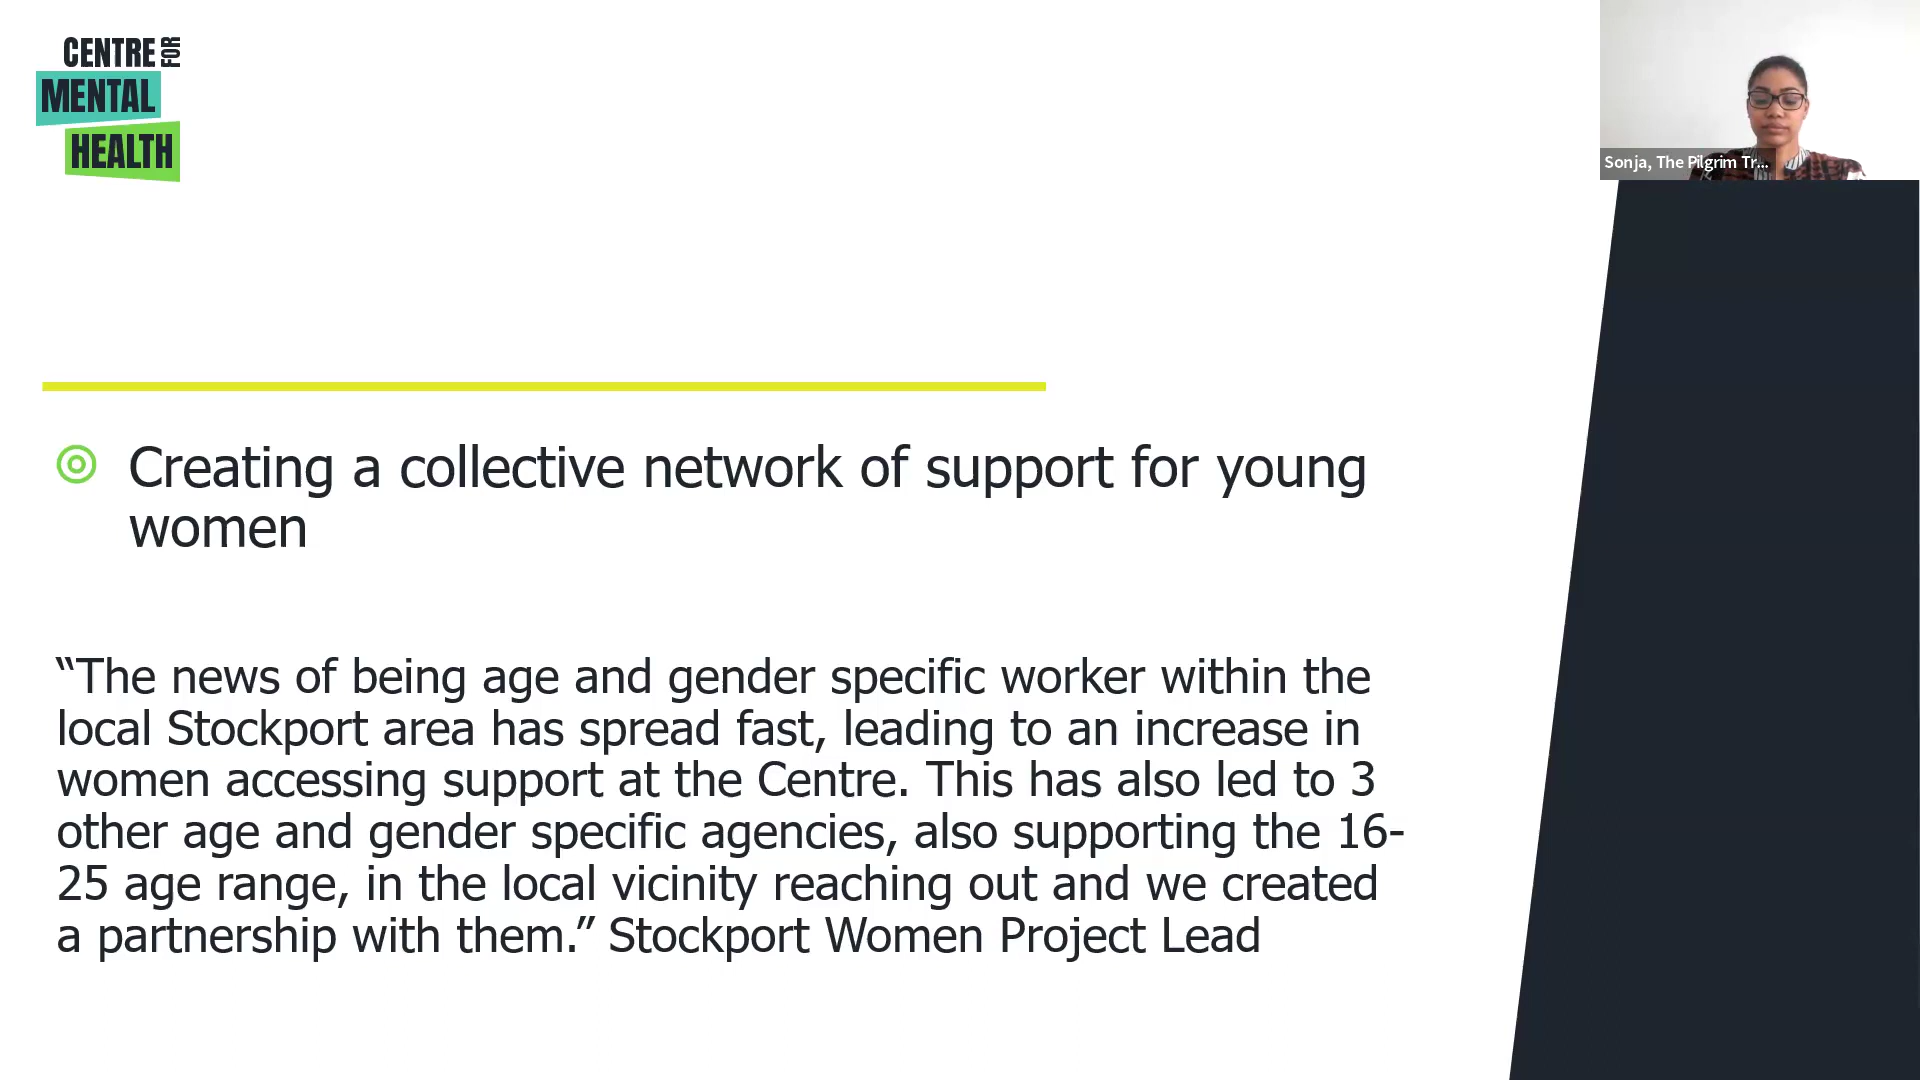 CENTRE FOR
MENTAL
HEALTH
Sonja, The Pilgrim Tr...
Creating a collective network of support for young
women
“The news of being age and gender specific worker within the
local Stockport area has spread fast, leading to an increase in
women accessing support at the Centre. This has also led to 3
other age and gender specific agencies, also supporting the 16-
25 age range, in the local vicinity reaching out and we created
a partnership with them.” Stockport Women Project Lead